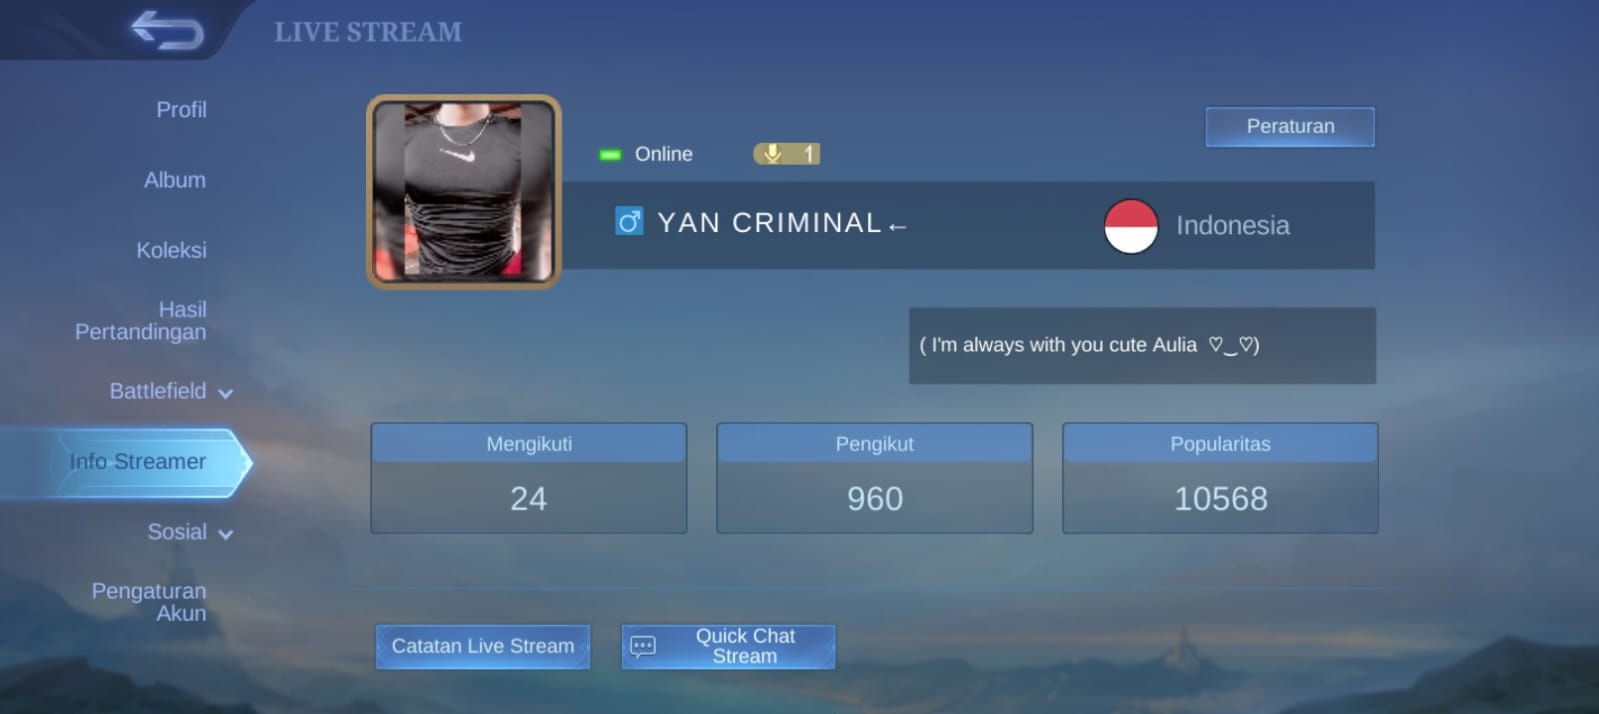 LIVE STREAM
Profil
Album
Koleksi
Hasil
Pertandingan
Battlefield
Info Streamer
Sosial
Pengaturan
Akun
Online
1
Peraturan
YAN CRIMINAL←
Indonesia
( I'm always with you cute Aulia ♡‿♡)
Mengikuti
24
Pengikut
960
Popularitas
10568
Catatan Live Stream
Quick Chat
Stream